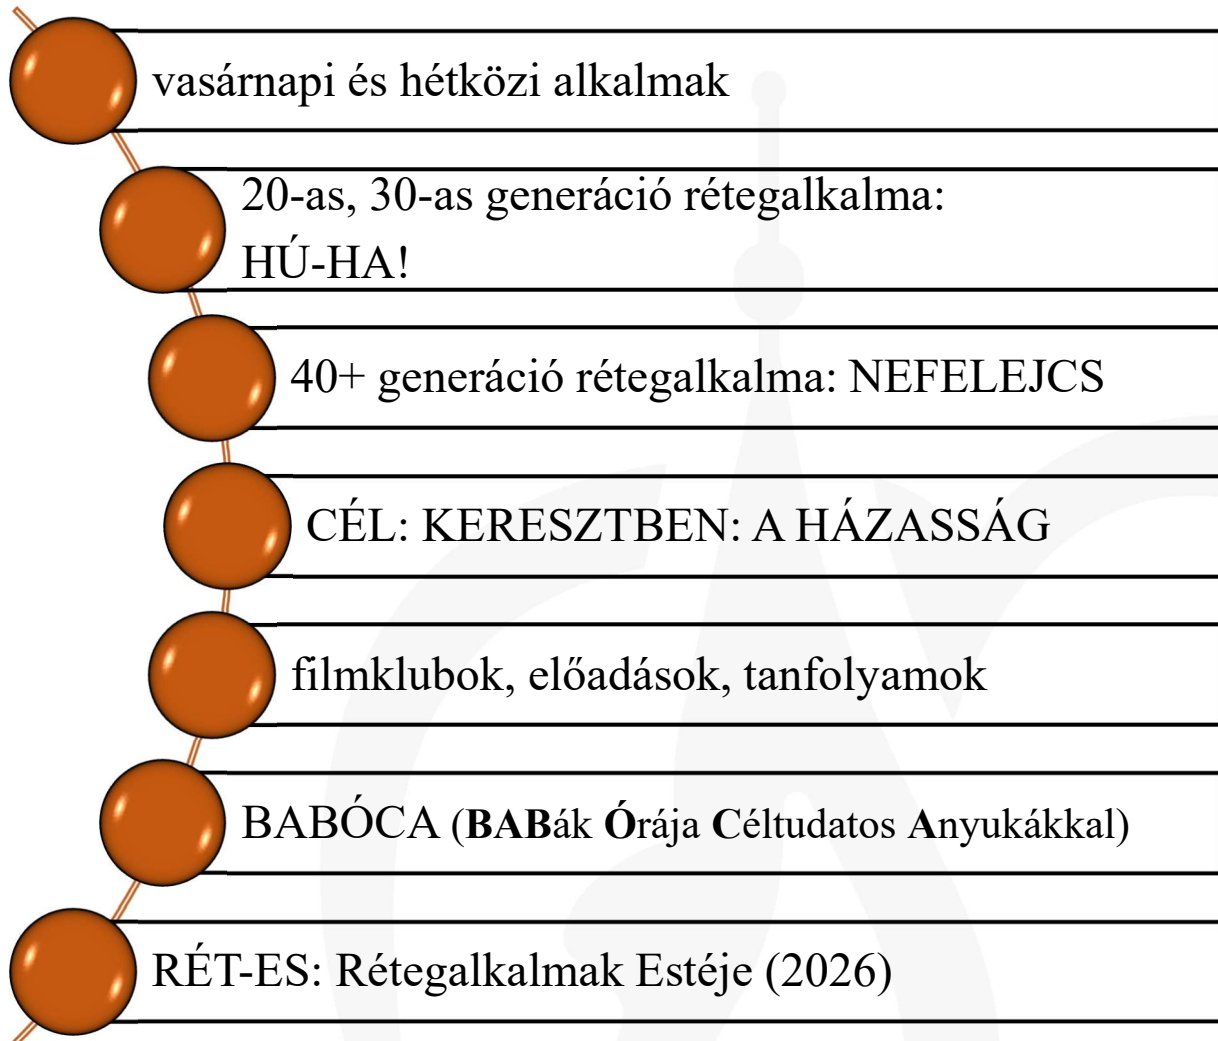 vasárnapi és hétközi alkalmak
20-as, 30-as generáció rétegalkalma:
HÚ-HA!
40+ generáció rétegalkalma: NEFELEJCS
CÉL: KERESZTBEN: A HÁZASSÁG
filmklubok, előadások, tanfolyamok
BABÓCA (BABák Órája Céltudatos Anyukákkal)
RÉT-ES: Rétegalkalmak Estéje (2026)